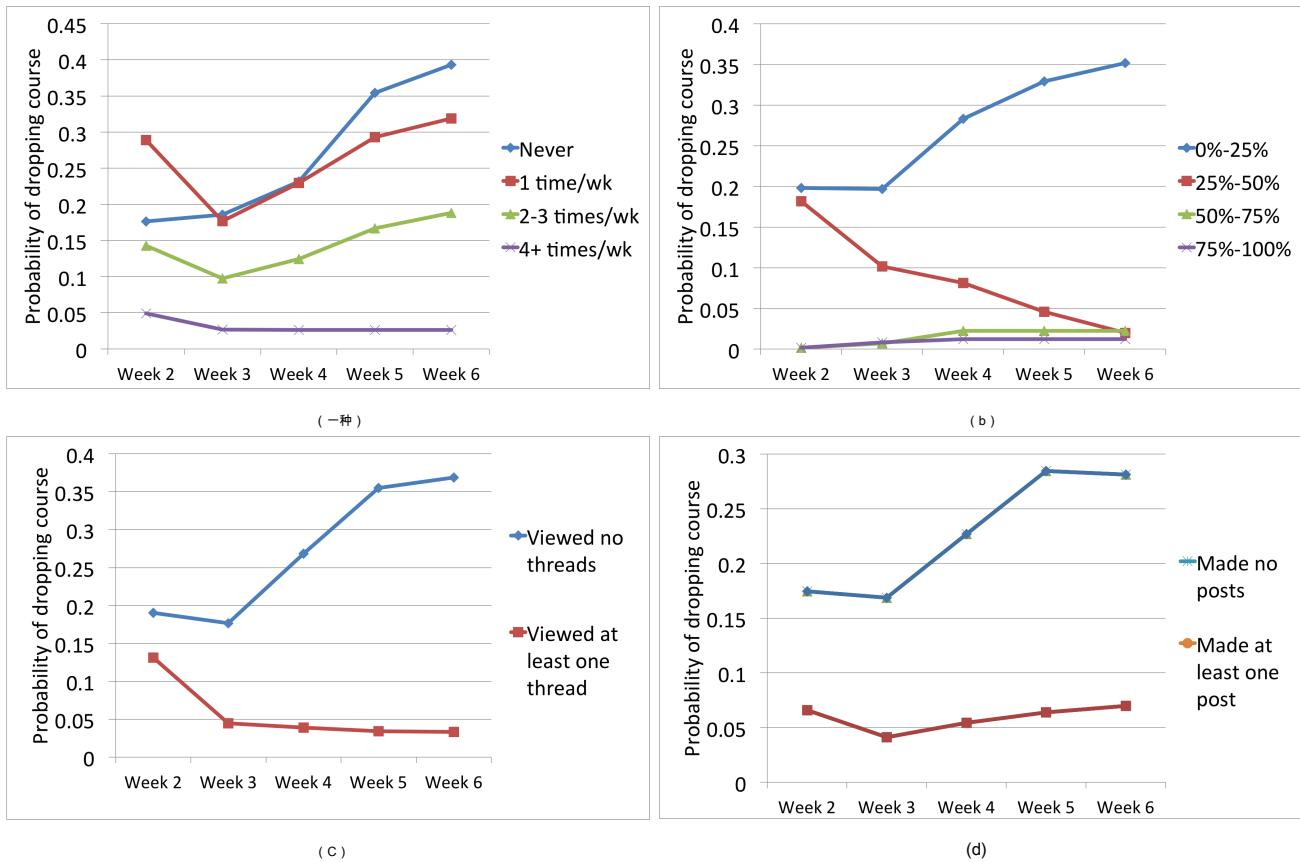 Probability of dropping course
0.45
0.4
0.35
0.3
0.25
0.2
0.15
0.1
0.05
0
Week 2 Week 3 Week 4 Week 5 Week 6
Never
1 time/wk
2-3 times/wk
4+ times/wk
(一种)
Probability of dropping course
0.4
0.35
0.3
0.25
0.2
0.15
0.1
0.05
0
Week 2 Week 3 Week 4 Week 5 Week 6
0%-25%
25%-50%
50%-75%
75%-100%
(b)
Probability of dropping course
0.4
0.35
0.3
0.25
0.2
0.15
0.1
0.05
0
Week 2 Week 3 Week 4 Week 5 Week 6
Viewed no
threads
Viewed at
least one
thread
(C)
Probability of dropping course
0.3
0.25
0.2
0.15
0.1
0.05
0
Week 2 Week 3 Week 4 Week 5 Week 6
Made no
posts
Made at
least one
post
(d)